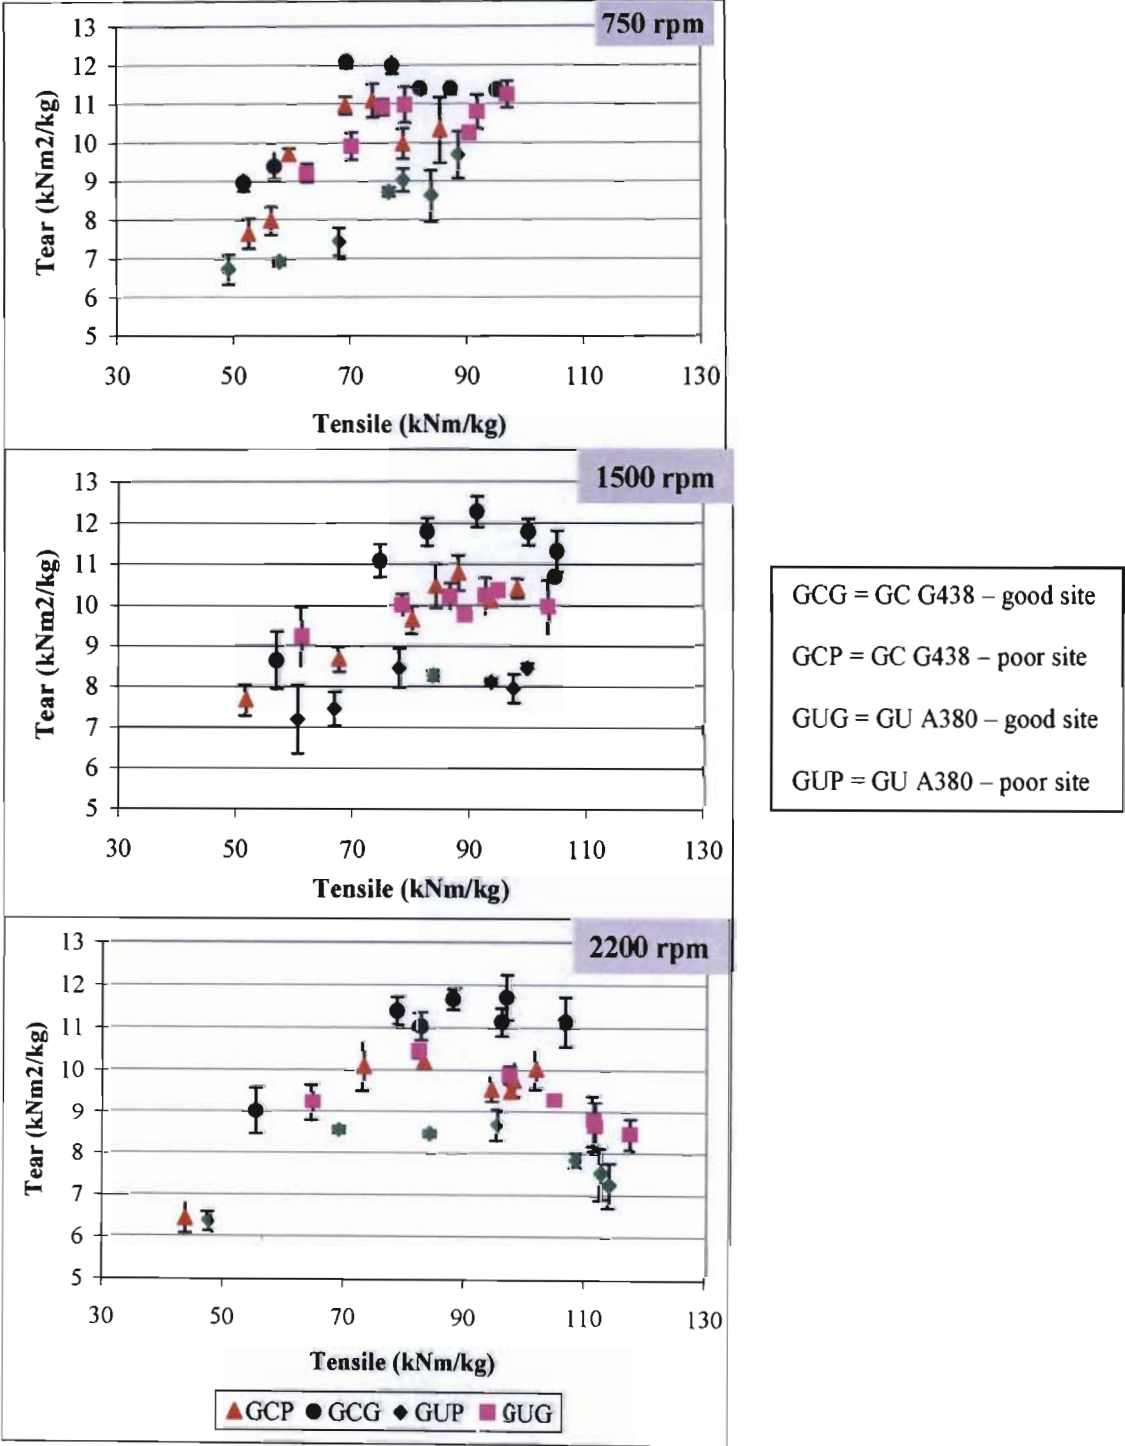 750 rpm
13
12
11
10
9
8
7
6
5
Tear (kNm2/kg)
30 50 70 90 110 130
Tensile (kNm/kg)
1500 rpm
13
12
11
10
9
8
7
6
5
Tear (kNm2/kg)
30 50 70 90 110 130
Tensile (kNm/kg)
GCG = GC G438 – good site
GCP = GC G438 – poor site
GUG = GU A380 – good site
GUP = GU A380 – poor site
2200 rpm
13
12
11
10
9
8
7
6
5
Tear (kNm2/kg)
30 50 70 90 110 130
Tensile (kNm/kg)
GCP GCG GUP GUG